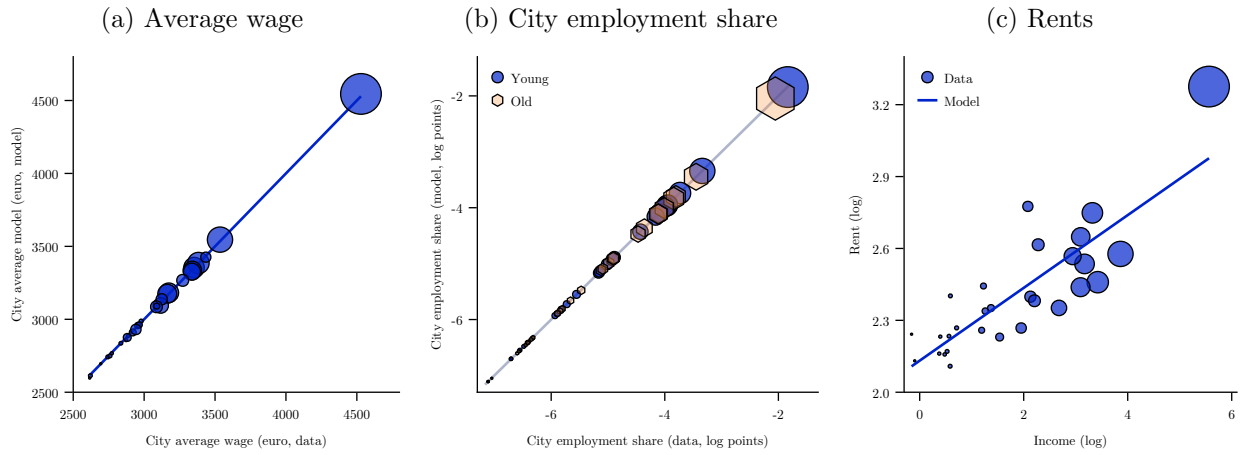 (a) Average wage
City average model (euro, model)
4500
4000
3500
3000
2500
2500 3000 3500 4000 4500
City average wage (euro, data)
(b) City employment share
City employment share (model, log points)
Young
Old
-2
-4
-6
-6 -4 -2
City employment share (data, log points)
(c) Rents
Rent (log)
Data
Model
3.2
2.9
2.6
2.3
2.0
0 2 4 6
Income (log)